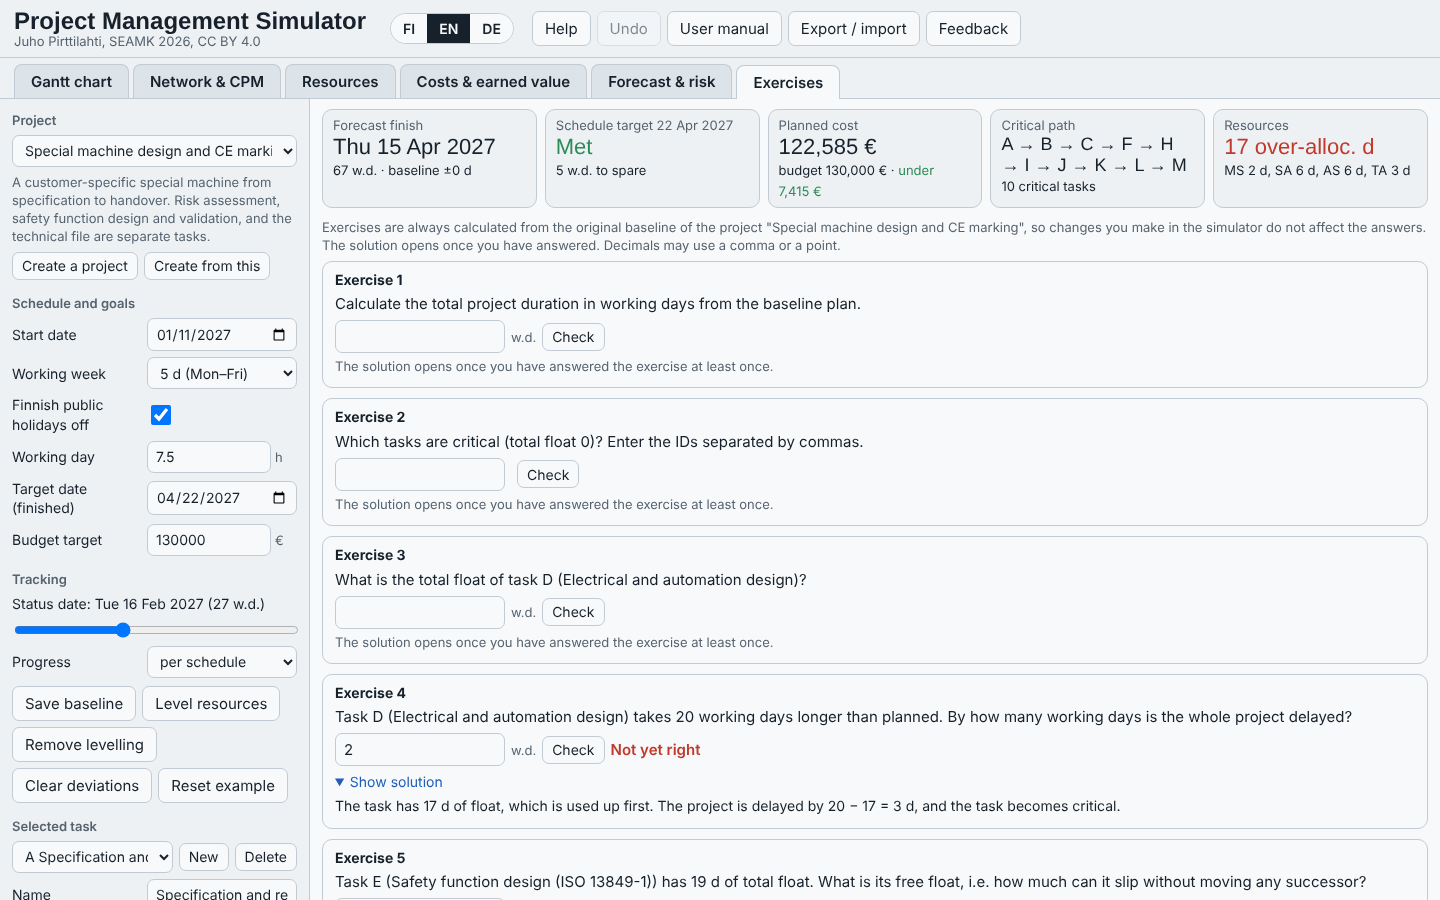 Project Management Simulator
Juho Pirttilahti, SEAMK 2026, CC BY 4.0
FI EN DE
Help Undo User manual Export / import Feedback
Gantt chart Network & CPM Resources Costs & earned value Forecast & risk Exercises
Project
Special machine design and CE marki
A customer-specific special machine from
specification to handover. Risk assessment,
safety function design and validation, and the
technical file are separate tasks.
Create a project Create from this
Schedule and goals
Start date 01/11/2027
Working week 5 d (Mon–Fri)
Finnish public
holidays off
Working day 7.5 h
Target date
(finished) 04/22/2027
Budget target 130000 €
Tracking
Status date: Tue 16 Feb 2027 (27 w.d.)
Progress per schedule
Save baseline Level resources
Remove levelling
Clear deviations Reset example
Selected task
A Specification and New Delete
Name Specification and re
Forecast finish
Thu 15 Apr 2027
67 w.d. · baseline ±0 d
Schedule target 22 Apr 2027
Met
5 w.d. to spare
Planned cost
122,585 €
budget 130,000 € · under
7,415 €
Critical path
A → B → C → F → H
→ I → J → K → L → M
10 critical tasks
Resources
17 over-alloc. d
MS 2 d, SA 6 d, AS 6 d, TA 3 d
Exercises are always calculated from the original baseline of the project "Special machine design and CE marking", so changes you make in the simulator do not affect the answers.
The solution opens once you have answered. Decimals may use a comma or a point.
Exercise 1
Calculate the total project duration in working days from the baseline plan.
w.d. Check
The solution opens once you have answered the exercise at least once.
Exercise 2
Which tasks are critical (total float 0)? Enter the IDs separated by commas.
Check
The solution opens once you have answered the exercise at least once.
Exercise 3
What is the total float of task D (Electrical and automation design)?
w.d. Check
The solution opens once you have answered the exercise at least once.
Exercise 4
Task D (Electrical and automation design) takes 20 working days longer than planned. By how many working days is the whole project delayed?
2 w.d. Check Not yet right
▼ Show solution
The task has 17 d of float, which is used up first. The project is delayed by 20 − 17 = 3 d, and the task becomes critical.
Exercise 5
Task E (Safety function design (ISO 13849-1)) has 19 d of total float. What is its free float, i.e. how much can it slip without moving any successor?